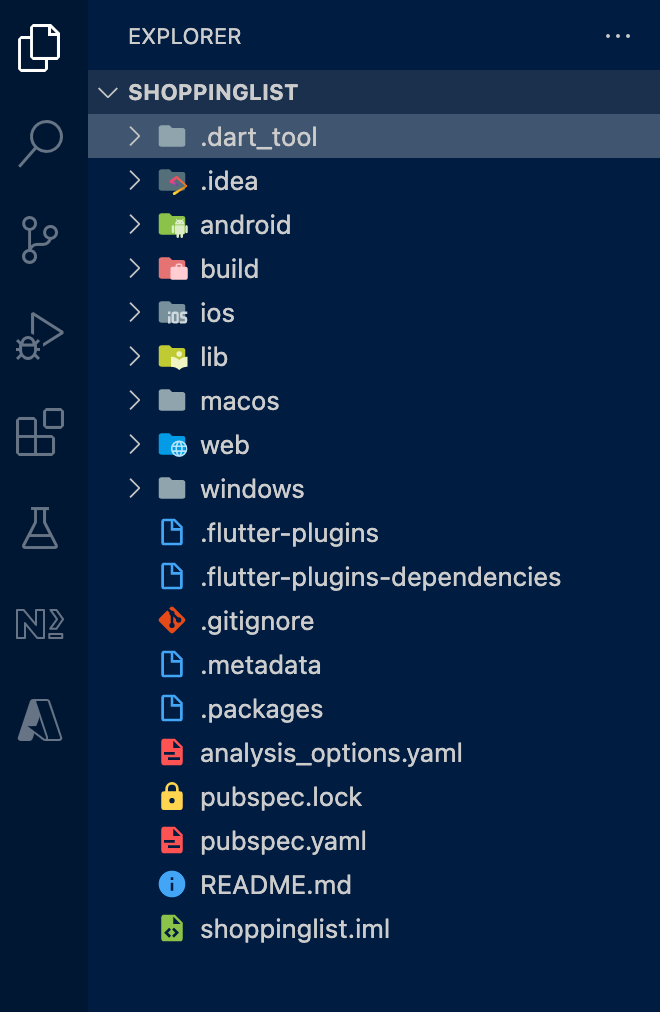 EXPLORER
SHOPPINGLIST
.dart_tool
.idea
android
build
iOS
ios
lib
macos
web
windows
.flutter-plugins
.flutter-plugins-dependencies
.gitignore
.metadata
.packages
analysis_options.yaml
pubspec.lock
pubspec.yaml
README.md
shoppinglist.iml